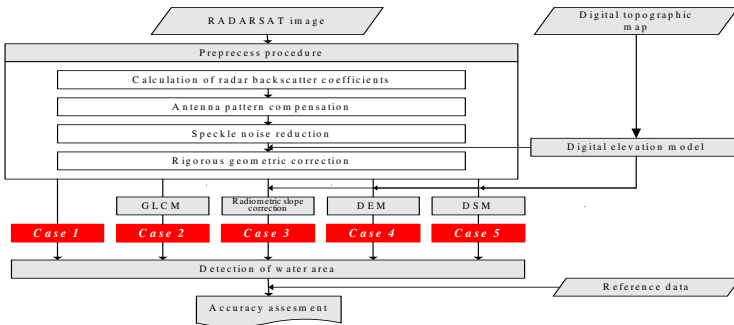 RADARSAT image
Digital topographic
map
Preprecess procedure
Calculation of radar backscatter coefficients
Antenna pattern compensation
Speckle noise reduction
Digital elevation model
Rigorous geometric correction
GLCM
Radiometric slope
correction
DEM
DSM
Case 1
Case 2
Case 3
Case 4
Case 5
Detection of water area
Reference data
Accuracy assesment